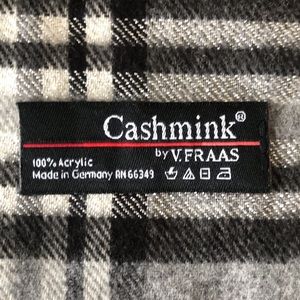 Cashmink®
by V. FRAAS
100% Acrylic
Made in Germany RN 66349